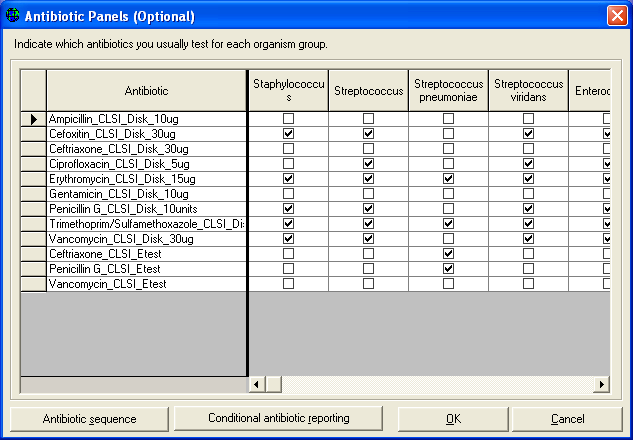 Antibiotic Panels (Optional)
Indicate which antibiotics you usually test for each organism group.
Antibiotic
Staphylococcu
s
Streptococcus
Streptococcus
pneumoniae
Streptococcus
viridans
Enteroc
Ampicillin_CLSI_Disk_10ug
Cefoxitin_CLSI_Disk_30ug
Ceftriaxone_CLSI_Disk_30ug
Ciprofloxacin_CLSI_Disk_5ug
Erythromycin_CLSI_Disk_15ug
Gentamicin_CLSI_Disk_10ug
Penicillin G_CLSI_Disk_10units
Trimethoprim/Sulfamethoxazole_CLSI_Di
Vancomycin_CLSI_Disk_30ug
Ceftriaxone_CLSI_Etest
Penicillin G_CLSI_Etest
Vancomycin_CLSI_Etest
Antibiotic sequence
Conditional antibiotic reporting
OK
Cancel